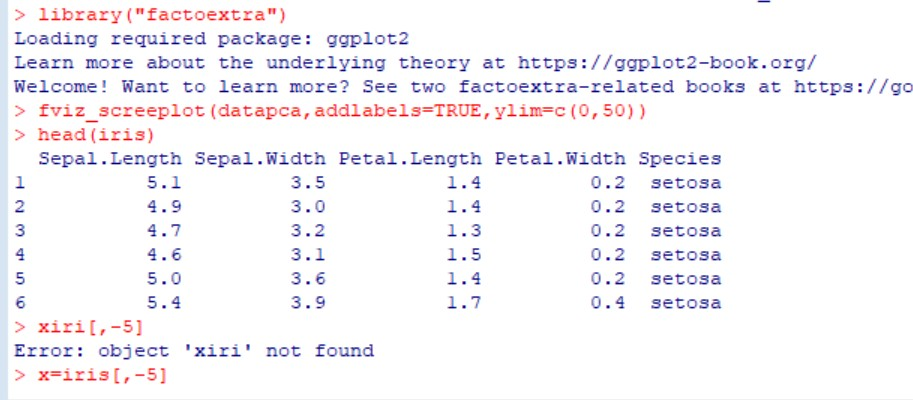 > library("factoextra")
Loading required package: ggplot2
Learn more about the underlying theory at https://ggplot2-book.org/
Welcome! Want to learn more? See two factoextra-related books at https://go
> fviz_screeplot(datapca,addlabels=TRUE,ylim=c(0,50))
> head(iris)
  Sepal.Length Sepal.Width Petal.Length Petal.Width Species
1          5.1         3.5          1.4         0.2  setosa
2          4.9         3.0          1.4         0.2  setosa
3          4.7         3.2          1.3         0.2  setosa
4          4.6         3.1          1.5         0.2  setosa
5          5.0         3.6          1.4         0.2  setosa
6          5.4         3.9          1.7         0.4  setosa
> xiri[,-5]
Error: object 'xiri' not found
> x=iris[,-5]